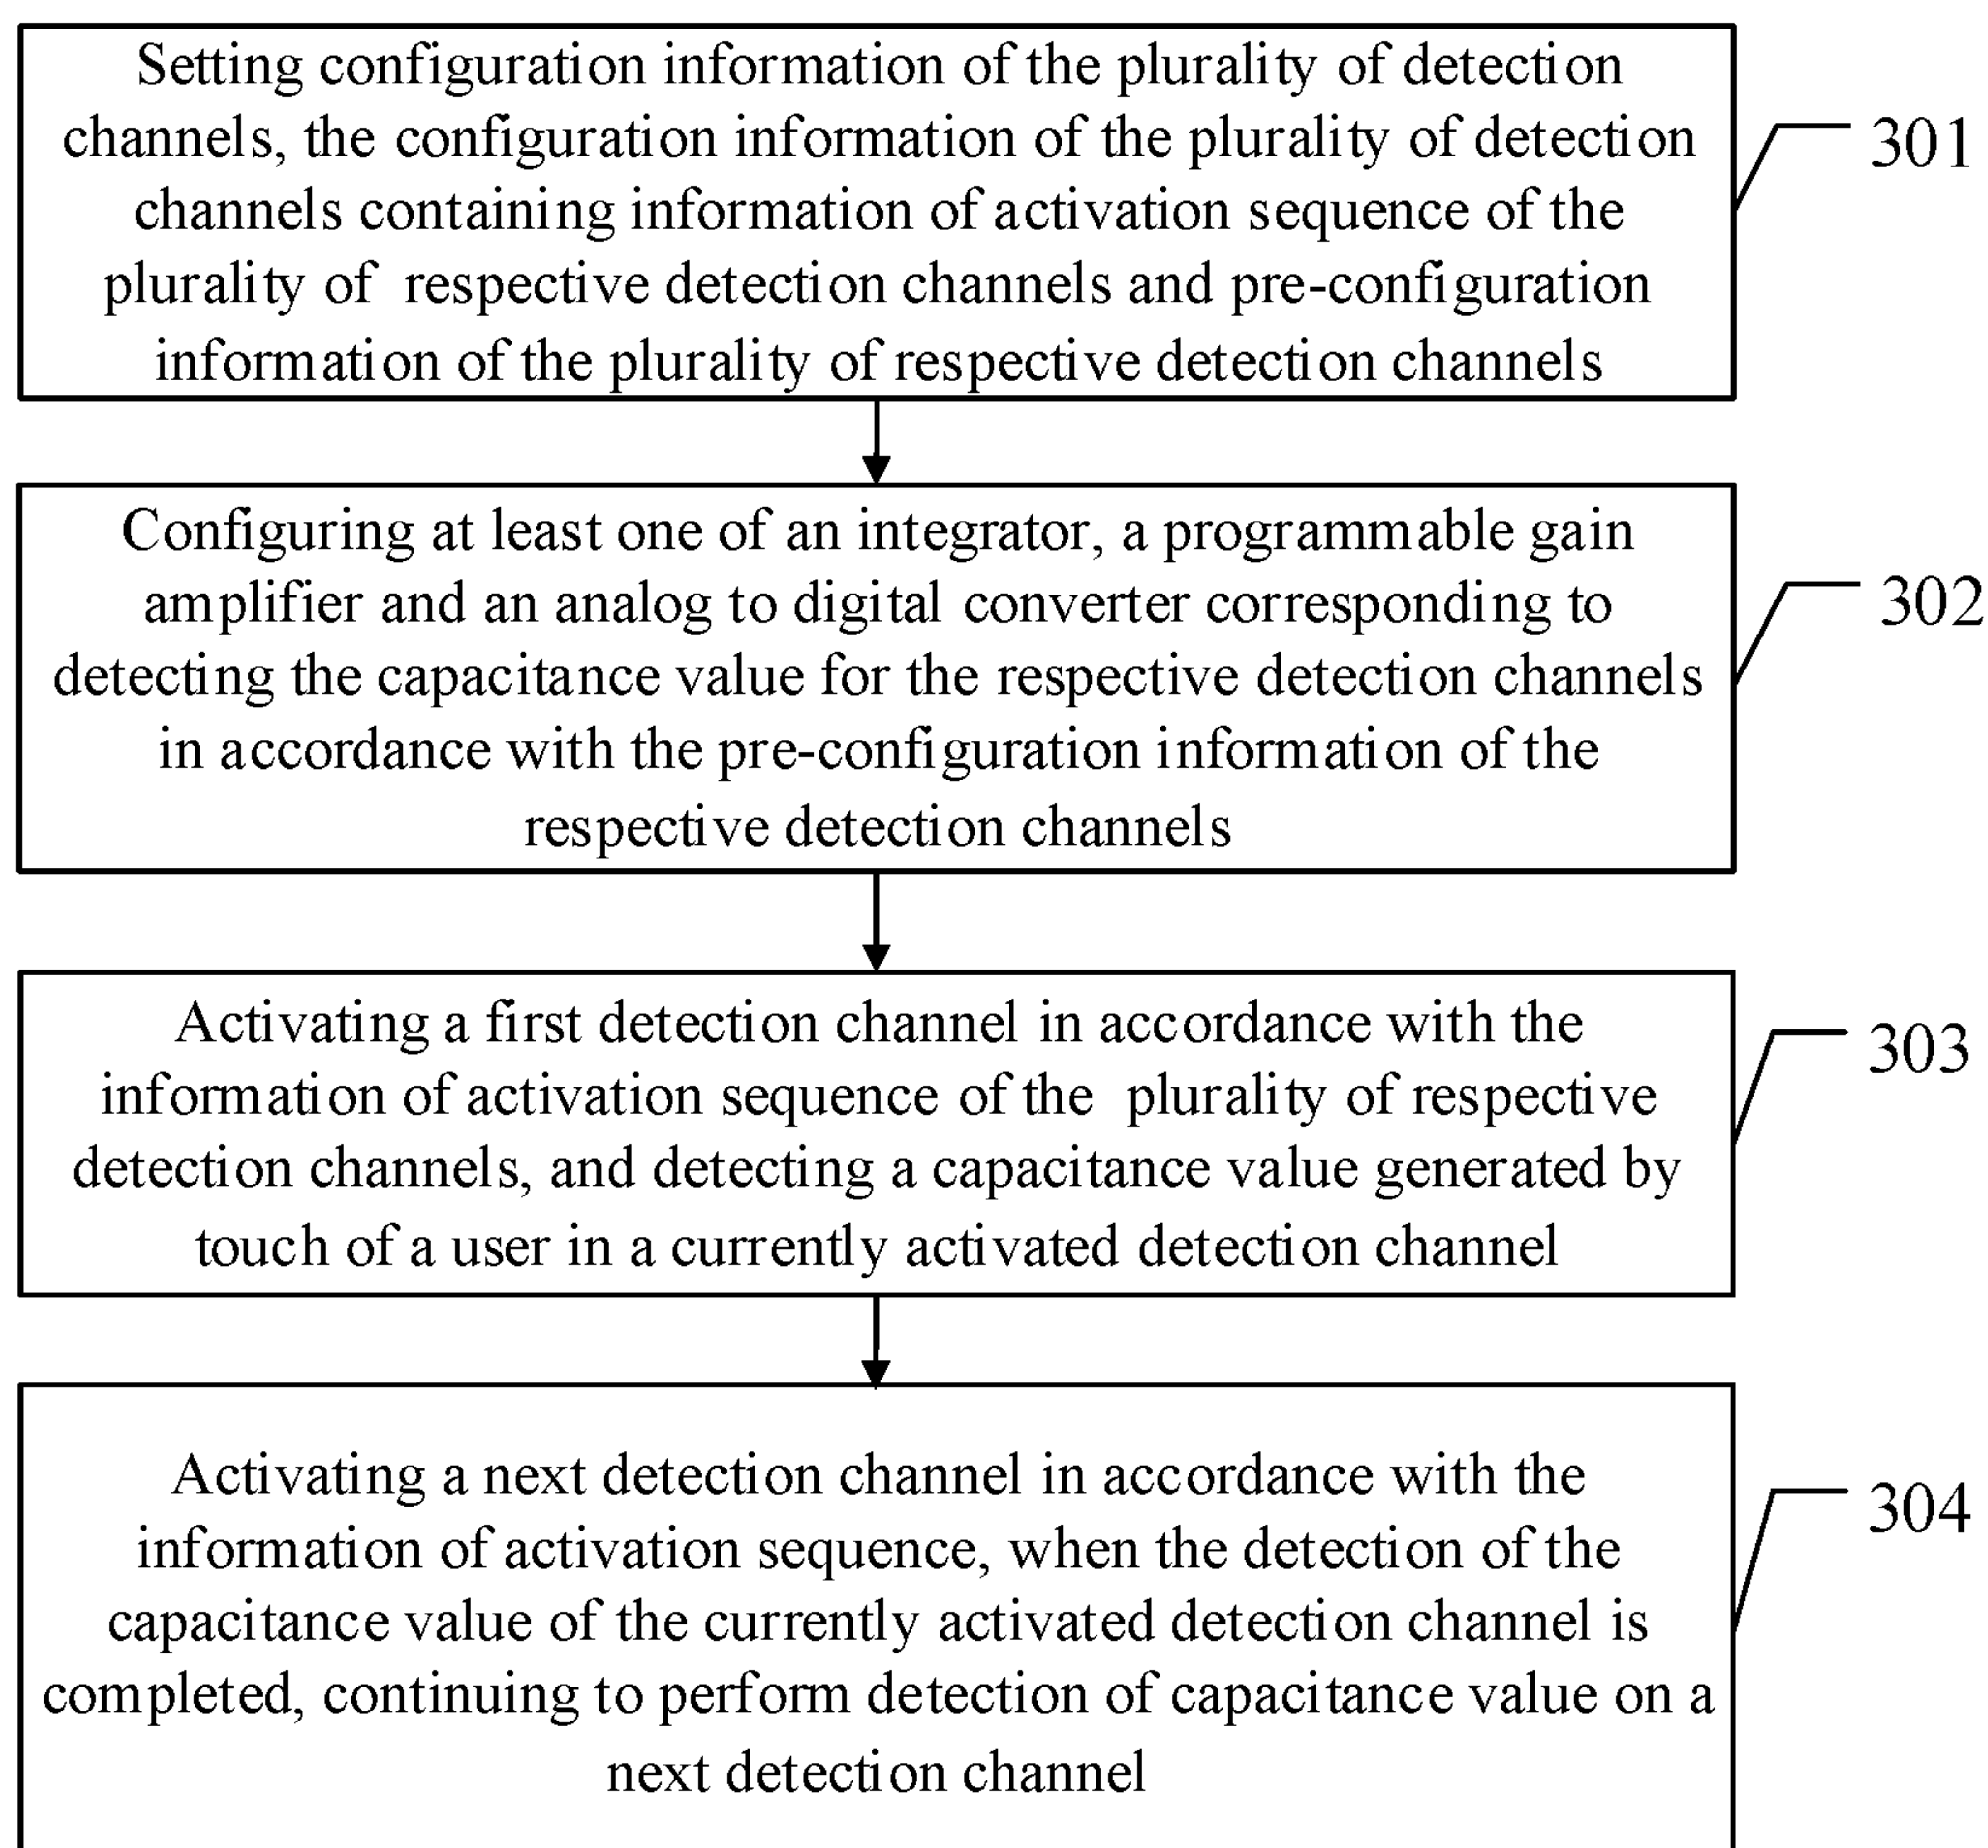 Setting configuration information of the plurality of detection
channels, the configuration information of the plurality of detection
channels containing information of activation sequence of the
plurality of respective detection channels and pre-configuration
information of the plurality of respective detection channels
301
Configuring at least one of an integrator, a programmable gain
amplifier and an analog to digital converter corresponding to
detecting the capacitance value for the respective detection channels
in accordance with the pre-configuration information of the
respective detection channels
302
Activating a first detection channel in accordance with the
information of activation sequence of the plurality of respective
detection channels, and detecting a capacitance value generated by
touch of a user in a currently activated detection channel
303
Activating a next detection channel in accordance with the
information of activation sequence, when the detection of the
capacitance value of the currently activated detection channel is
completed, continuing to perform detection of capacitance value on a
next detection channel
304